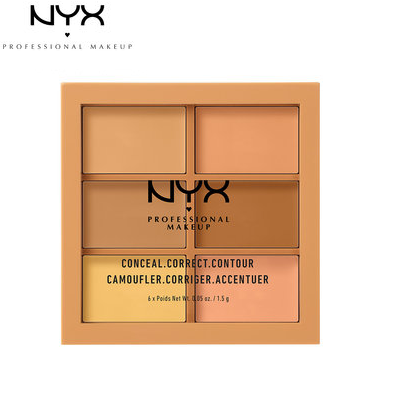 NYX
PROFESSIONAL MAKEUP
NYX
PROFESSIONAL
MAKEUP
CONCEAL.CORRECT.CONTOUR
CAMOUFLER.CORRIGER.ACCENTUER
6 x Poids Net Wt. 0.05 oz. / 1.5 g